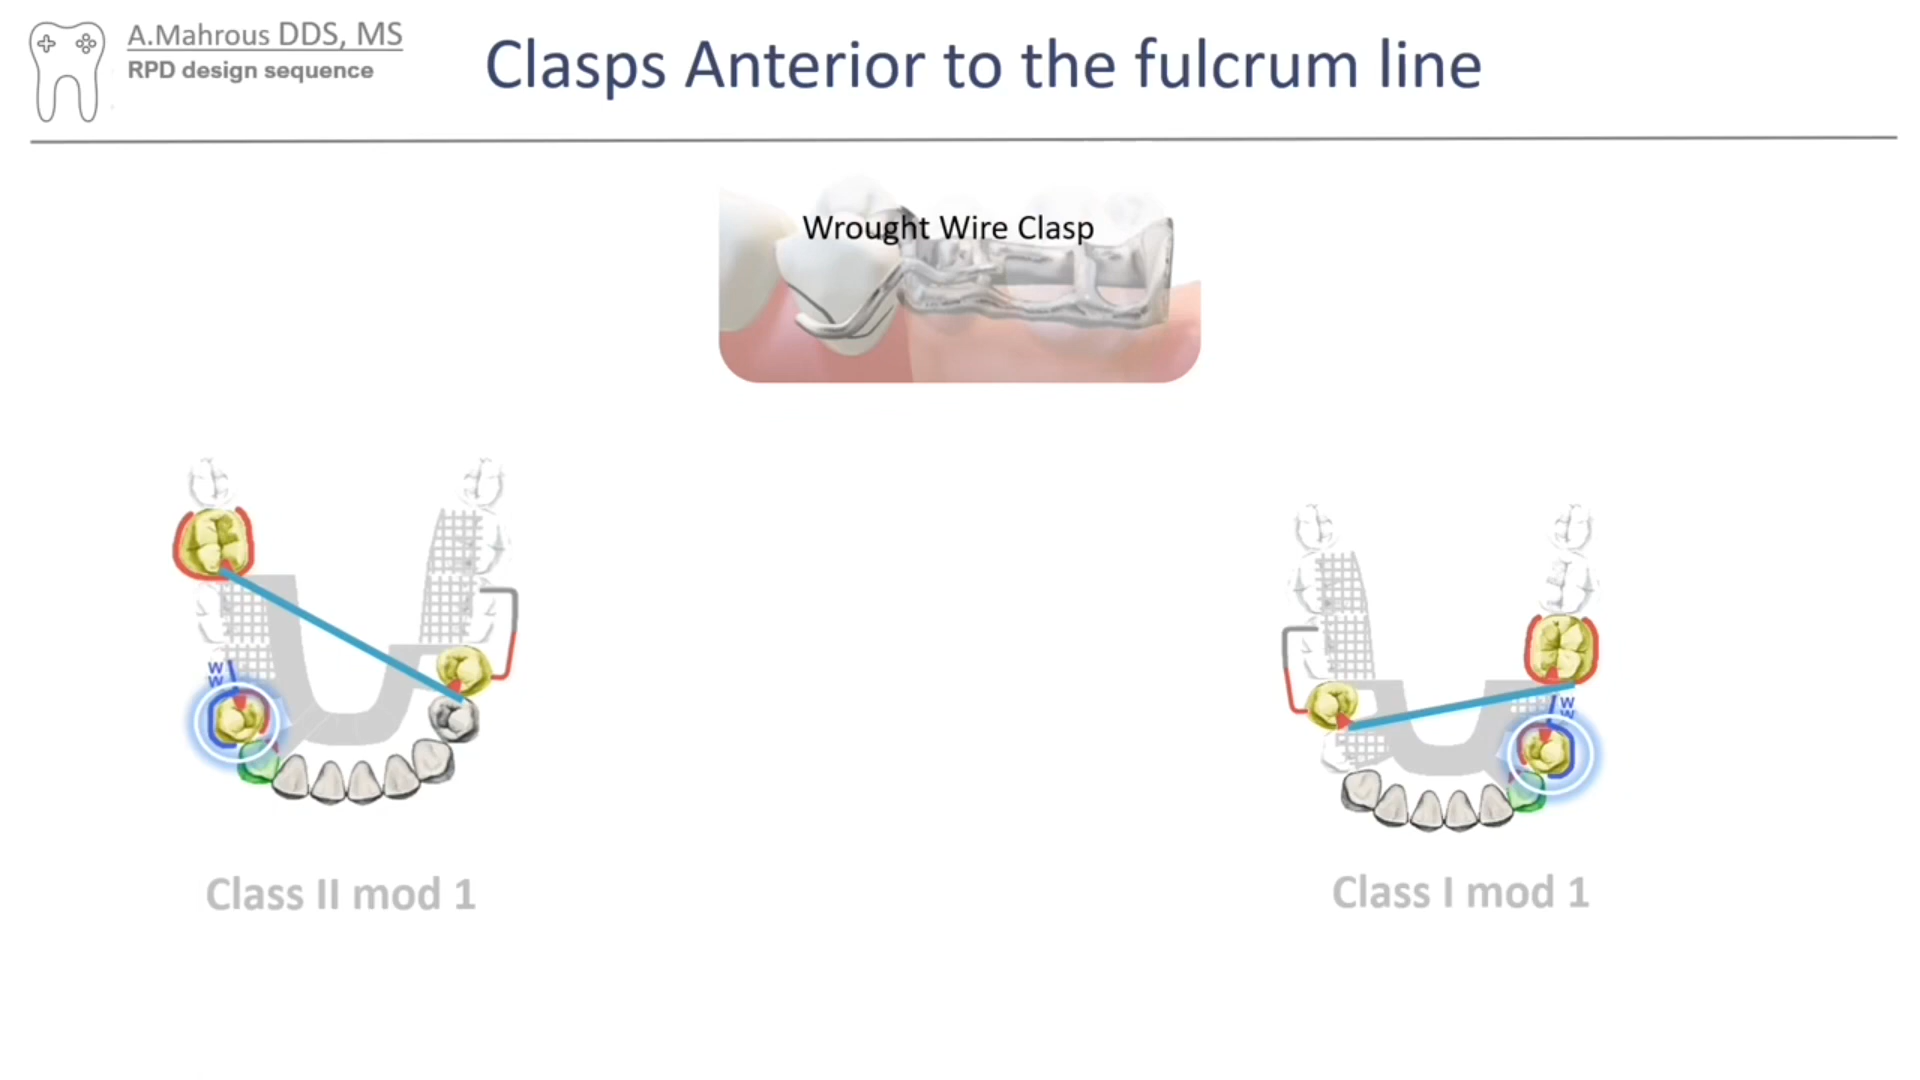 A.Mahrous DDS, MS
RPD design sequence
Clasps Anterior to the fulcrum line
Wrought Wire Clasp
W
W
W
W
Class II mod 1
Class I mod 1